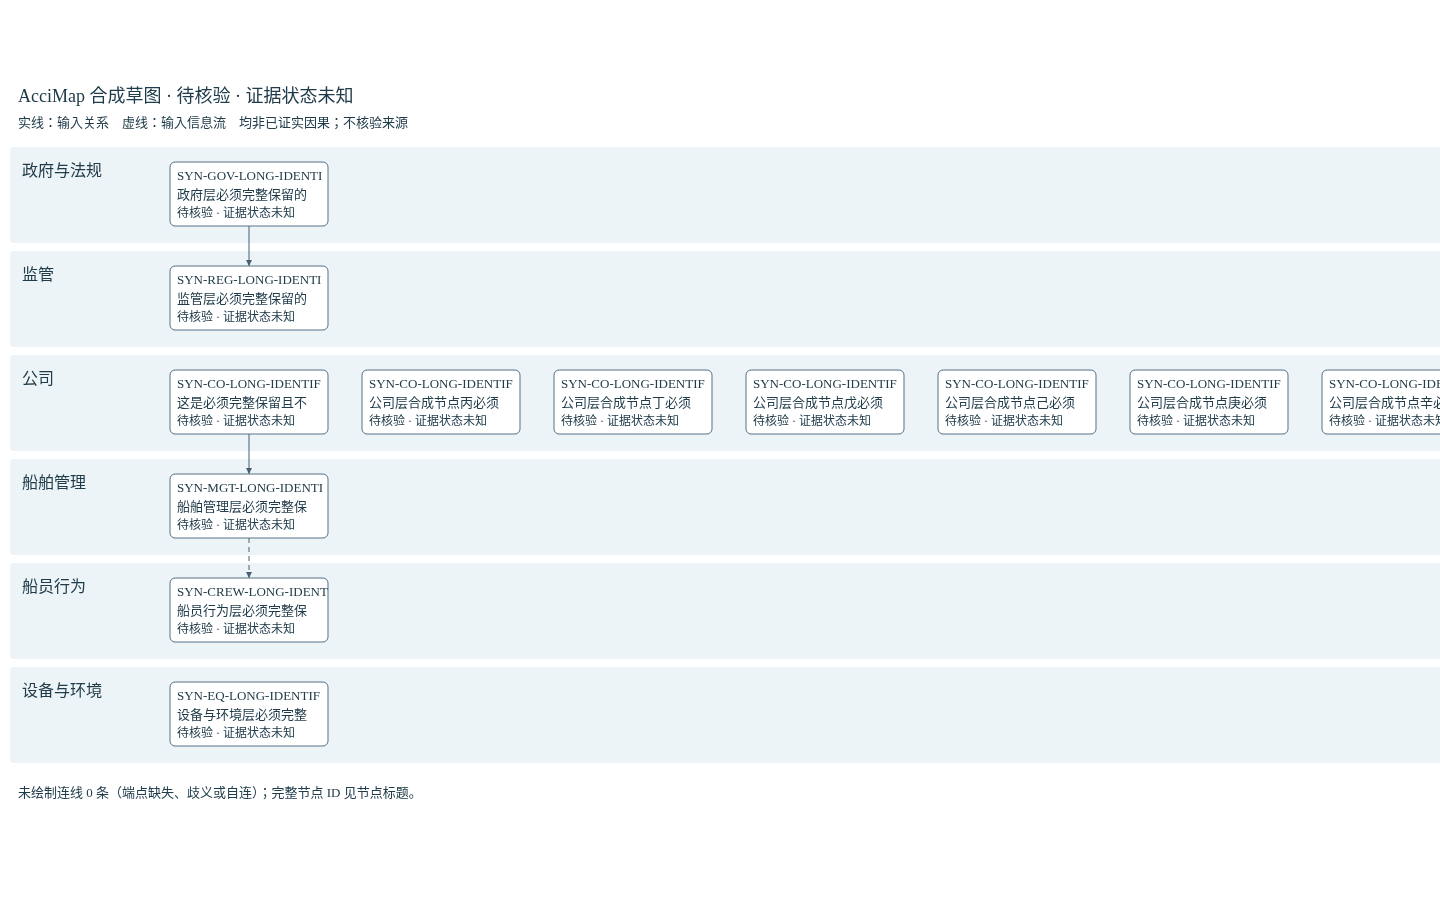 AcciMap 合成草图 · 待核验 · 证据状态未知
实线：输入关系　虚线：输入信息流　均非已证实因果；不核验来源
政府与法规
SYN-GOV-LONG-IDENTI
政府层必须完整保留的
待核验 · 证据状态未知
监管
SYN-REG-LONG-IDENTI
监管层必须完整保留的
待核验 · 证据状态未知
公司
SYN-CO-LONG-IDENTIF
这是必须完整保留且不
待核验 · 证据状态未知
SYN-CO-LONG-IDENTIF
公司层合成节点丙必须
待核验 · 证据状态未知
SYN-CO-LONG-IDENTIF
公司层合成节点丁必须
待核验 · 证据状态未知
SYN-CO-LONG-IDENTIF
公司层合成节点戊必须
待核验 · 证据状态未知
SYN-CO-LONG-IDENTIF
公司层合成节点己必须
待核验 · 证据状态未知
SYN-CO-LONG-IDENTIF
公司层合成节点庚必须
待核验 · 证据状态未知
SYN-CO-LONG-IDE
公司层合成节点辛必
待核验 · 证据状态未
船舶管理
SYN-MGT-LONG-IDENTI
船舶管理层必须完整保
待核验 · 证据状态未知
船员行为
SYN-CREW-LONG-IDENT
船员行为层必须完整保
待核验 · 证据状态未知
设备与环境
SYN-EQ-LONG-IDENTIF
设备与环境层必须完整
待核验 · 证据状态未知
未绘制连线 0 条（端点缺失、歧义或自连）；完整节点 ID 见节点标题。